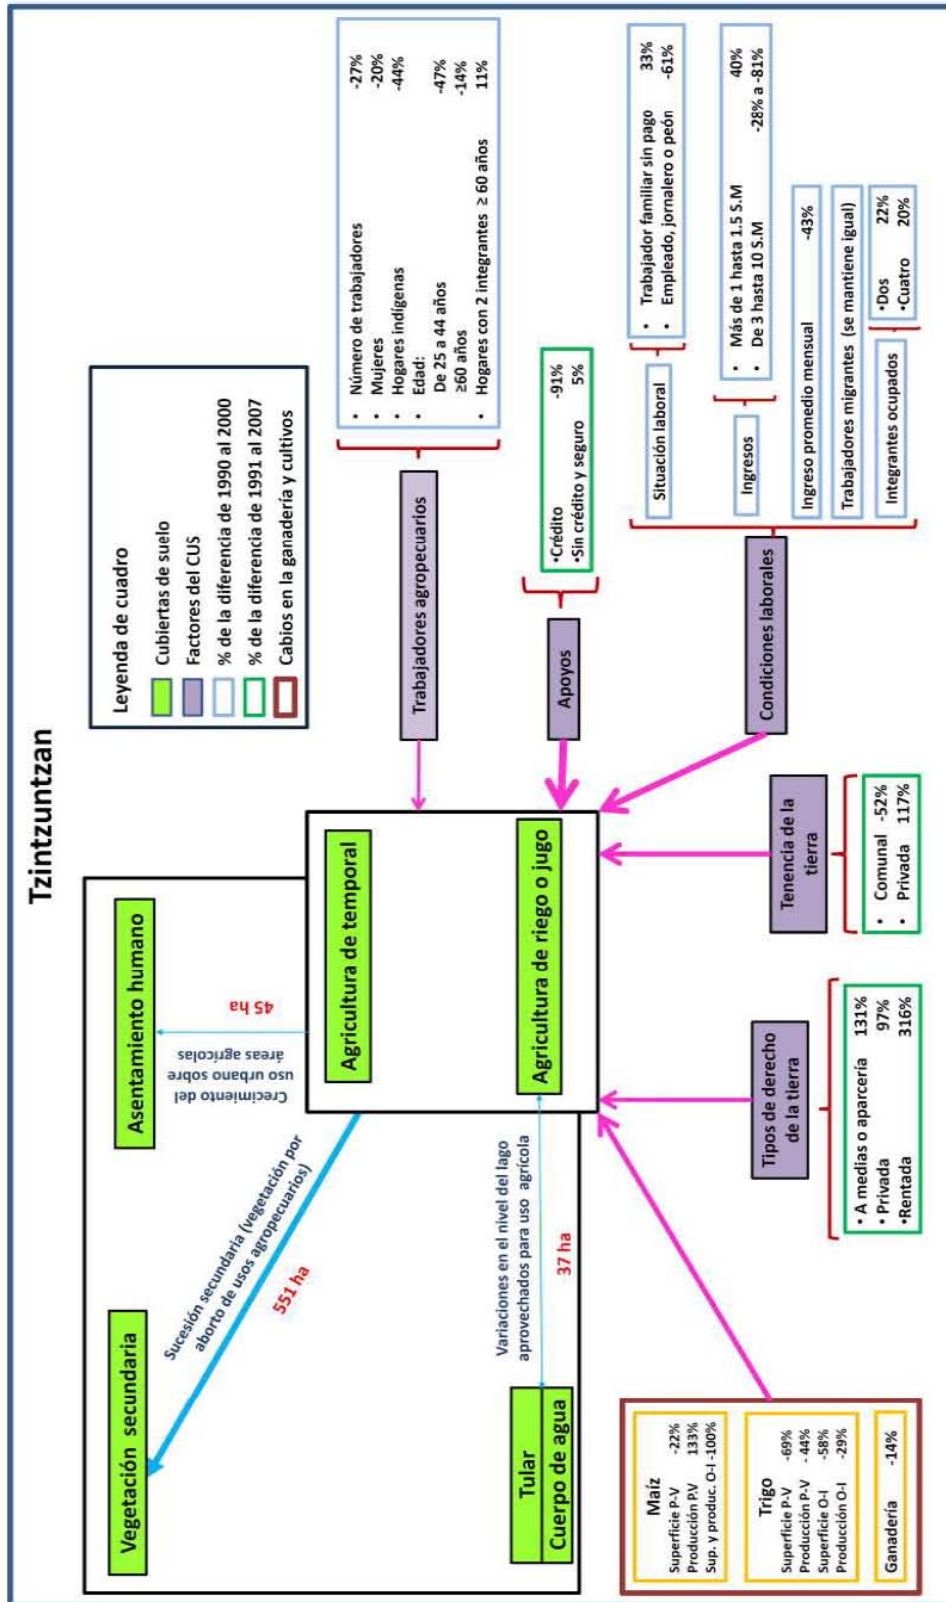 Tzintzuntzan
Leyenda de cuadro
Cubiertas de suelo
Factores del CUS
% de la diferencia de 1990 al 2000
% de la diferencia de 1991 al 2007
Cabios en la ganadería y cultivos
Vegetación secundaria
Asentamiento humano
Sucesión secundaria (vegetación por
aborto de usos agropecuarios)
551 ha
Crecimiento del
uso urbano sobre
áreas agrícolas
45 ha
Agricultura de temporal
Agricultura de riego o jugo
Tular
Cuerpo de agua
Variaciones en el nivel del lago
aprovechados para uso agrícola
37 ha
Trabajadores agropecuarios
• Número de trabajadores -27%
• Mujeres -20%
• Hogares indígenas -44%
• Edad:
De 25 a 44 años -47%
≥60 años -14%
• Hogares con 2 integrantes ≥ 60 años 11%
Apoyos
•Crédito -91%
•Sin crédito y seguro 5%
Condiciones laborales
Situación laboral
• Trabajador familiar sin pago 33%
• Empleado, jornalero o peón -61%
Ingresos
• Más de 1 hasta 1.5 S.M 40%
• De 3 hasta 10 S.M -28% a -81%
Ingreso promedio mensual -43%
Trabajadores migrantes (se mantiene igual)
Integrantes ocupados
•Dos 22%
•Cuatro 20%
Tenencia de la
tierra
• Comunal -52%
• Privada 117%
Tipos de derecho
de la tierra
• A medias o aparcería 131%
• Privada 97%
•Rentada 316%
Maíz
Superficie P-V -22%
Producción P.V 133%
Sup. y produc. O-I -100%
Trigo
Superficie P-V -69%
Producción P-V - 44%
Superficie O-I -58%
Producción O-I -29%
Ganadería -14%